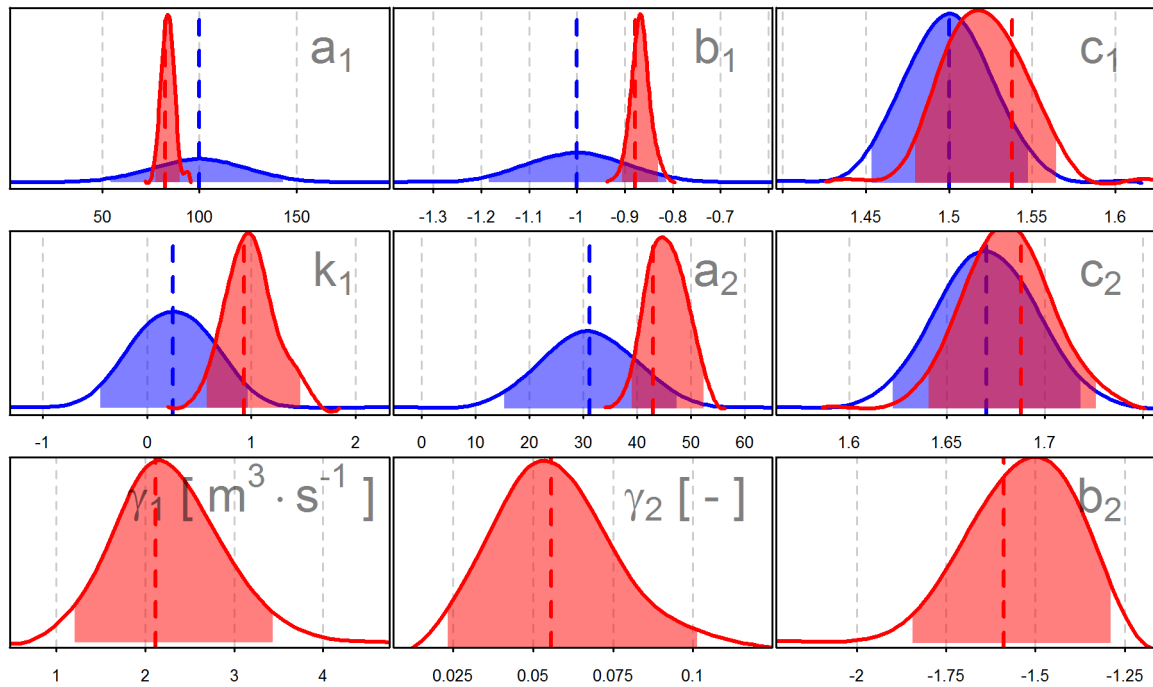 a₁
b₁
c₁
50 100 150
-1.3 -1.2 -1.1 -1 -0.9 -0.8 -0.7
1.45 1.5 1.55 1.6
k₁
a₂
c₂
-1 0 1 2
0 10 20 30 40 50 60
1.6 1.65 1.7
γ₁ [ m³ · s⁻¹ ]
γ₂ [ - ]
b₂
1 2 3 4
0.025 0.05 0.075 0.1
-2 -1.75 -1.5 -1.25